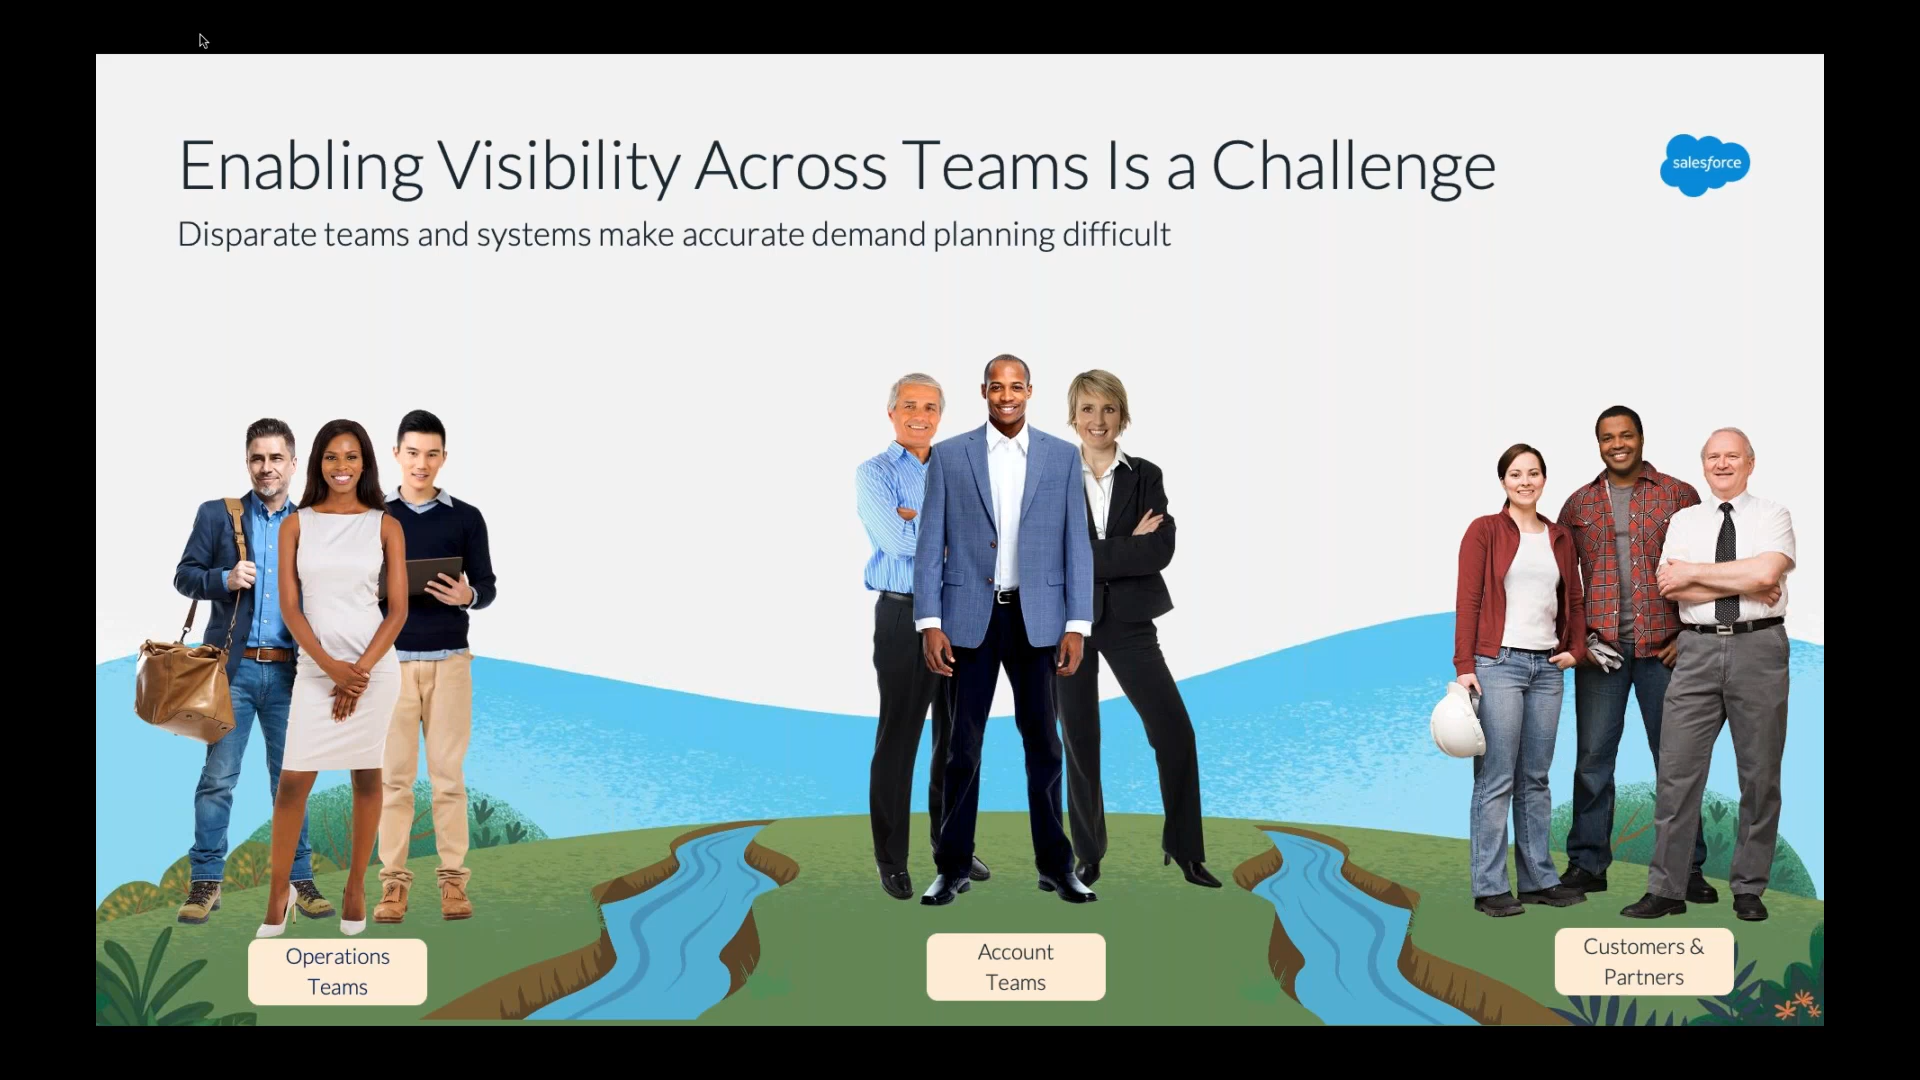 Enabling Visibility Across Teams Is a Challenge
salesforce
Disparate teams and systems make accurate demand planning difficult
Operations
Teams
Account
Teams
Customers &
Partners